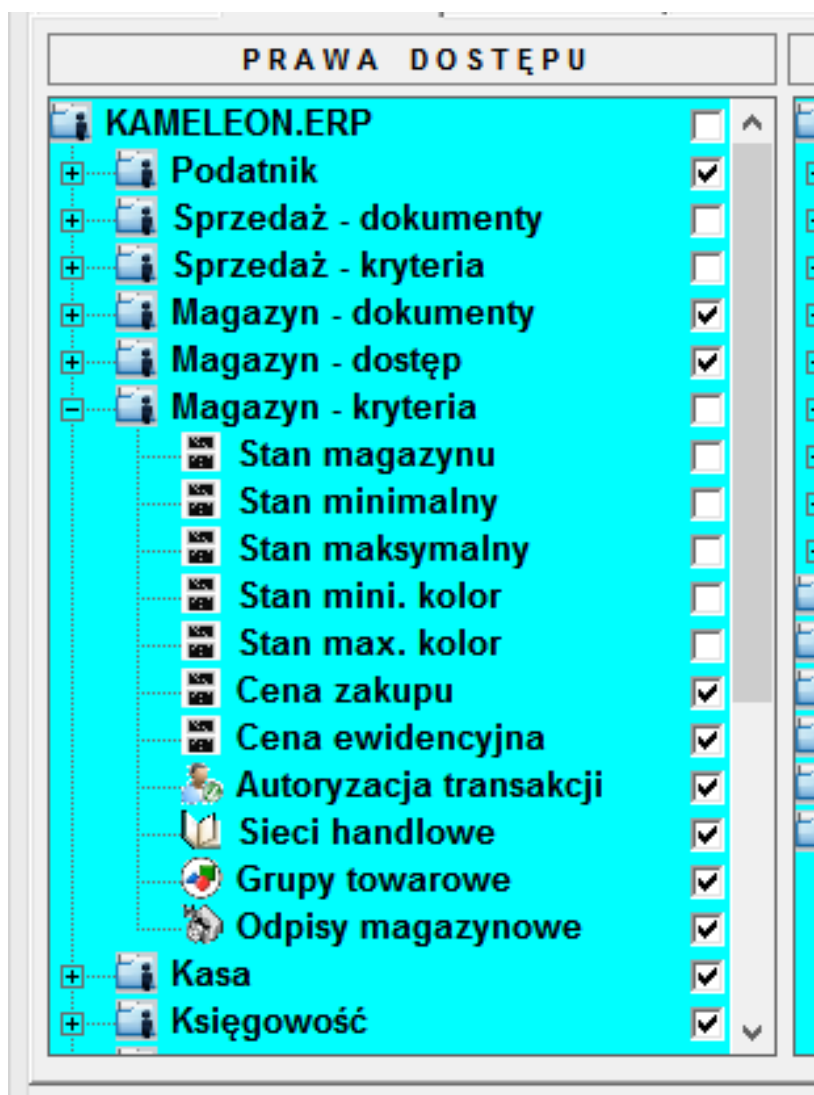 PRAWA DOSTĘPU
KAMELEON.ERP
Podatnik
Sprzedaż - dokumenty
Sprzedaż - kryteria
Magazyn - dokumenty
Magazyn - dostęp
Magazyn - kryteria
Stan magazynu
Stan minimalny
Stan maksymalny
Stan mini. kolor
Stan max. kolor
Cena zakupu
Cena ewidencyjna
Autoryzacja transakcji
Sieci handlowe
Grupy towarowe
Odpisy magazynowe
Kasa
Księgowość